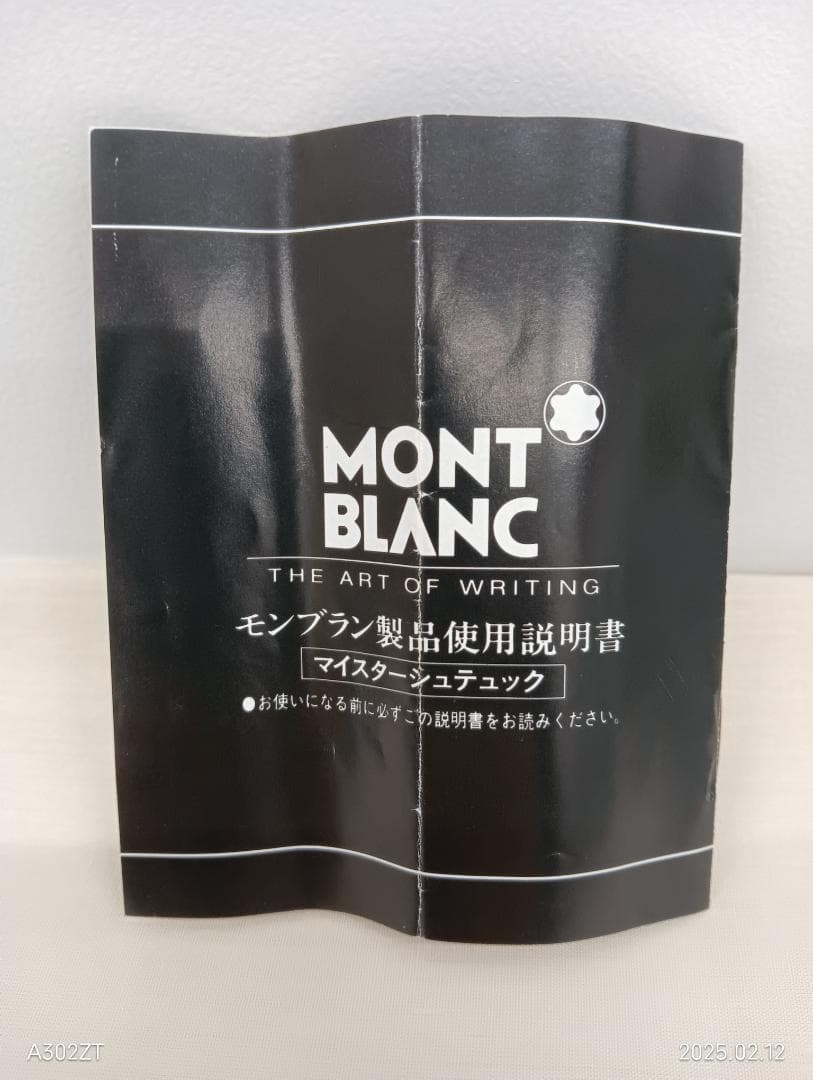 MONT
BLANC
THE ART OF WRITING
モンブラン製品使用説明書
マイスターシュテュック
●お使いになる前に必ずこの説明書をお読みください。
A302ZT
2025.02.12